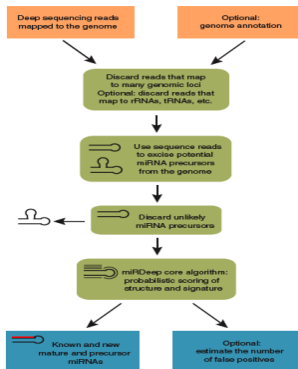 Deep sequencing reads
mapped to the genome
Optional:
genome annotation
Discard reads that map
to many genomic loci
Optional: discard reads that
map to rRNAs, tRNAs, etc.
Use sequence reads
to excise potential
miRNA precursors
from the genome
Discard unlikely
miRNA precursors
miRDeep core algorithm:
probabilistic scoring of
structure and signature
Known and new
mature and precursor
miRNAs
Optional:
estimate the number
of false positives